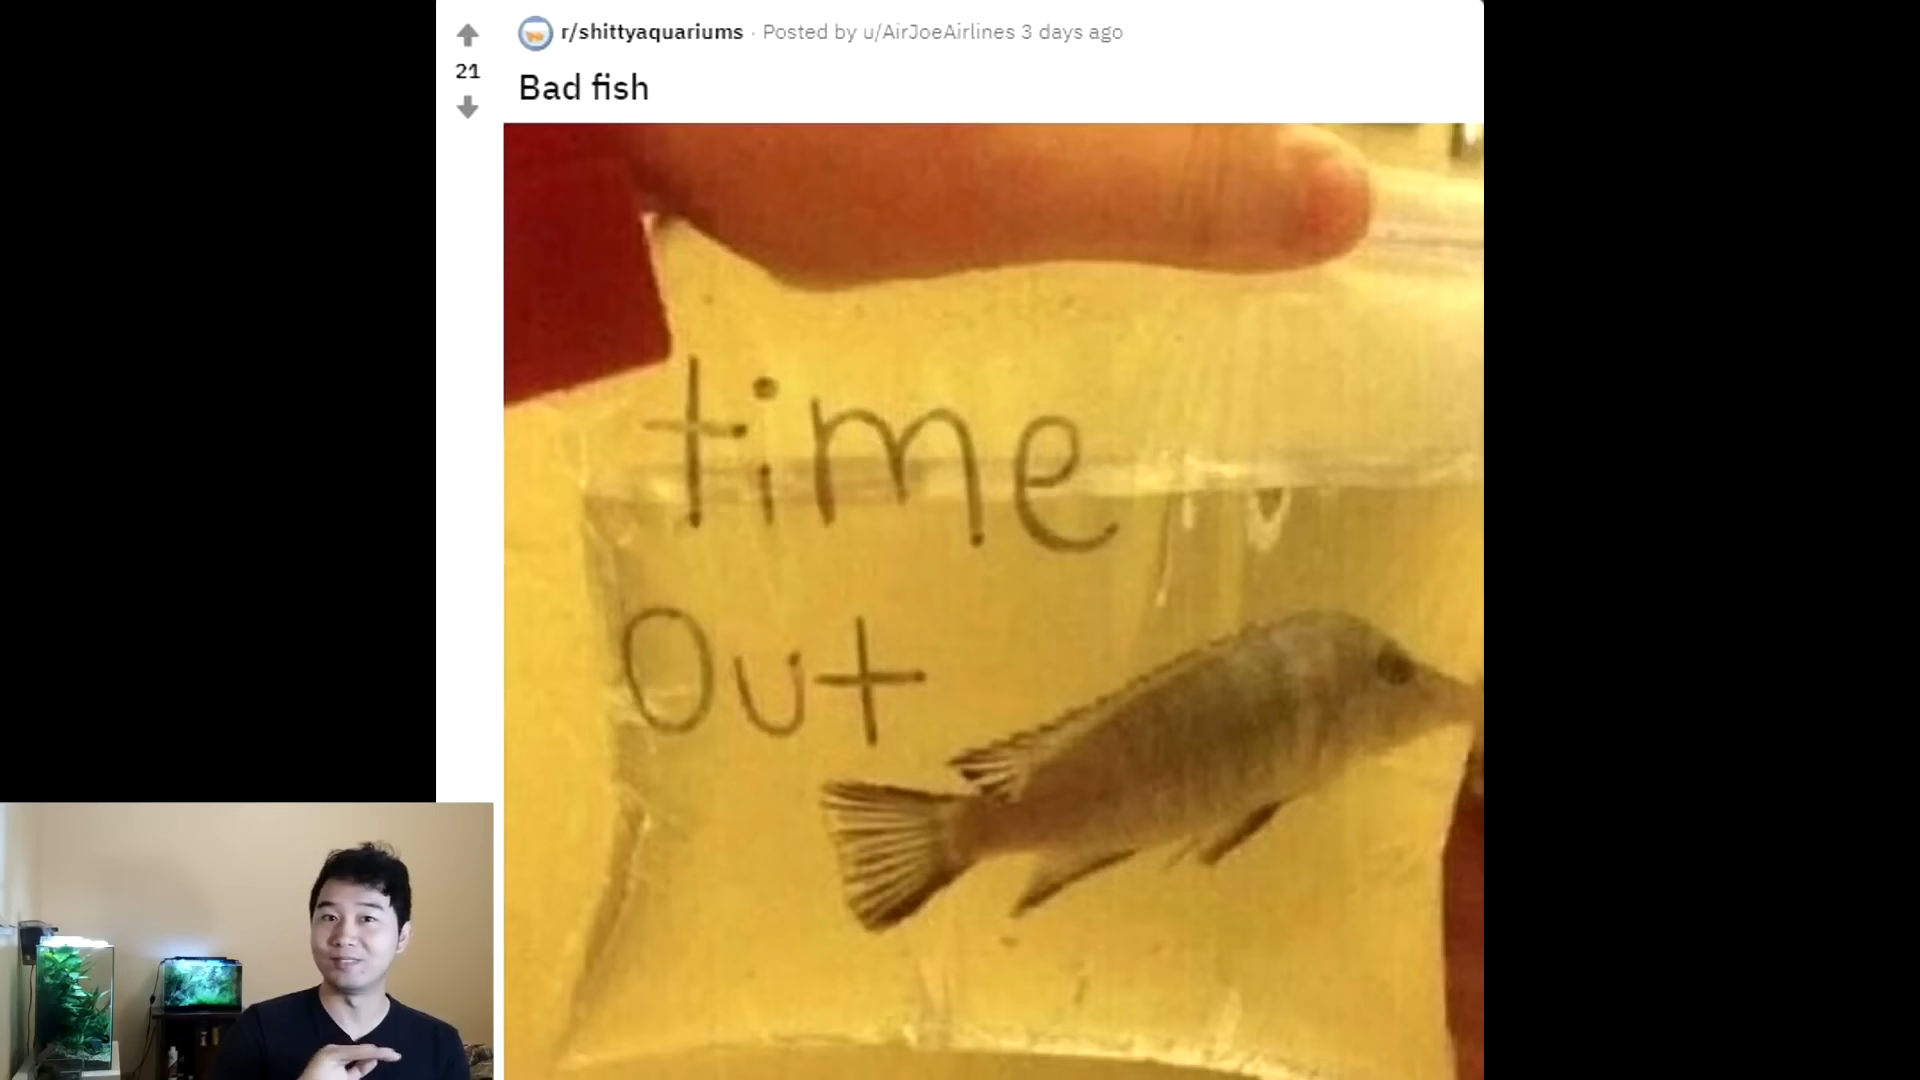 r/shittyaquariums · Posted by u/AirJoeAirlines 3 days ago
21
Bad fish
time
Out